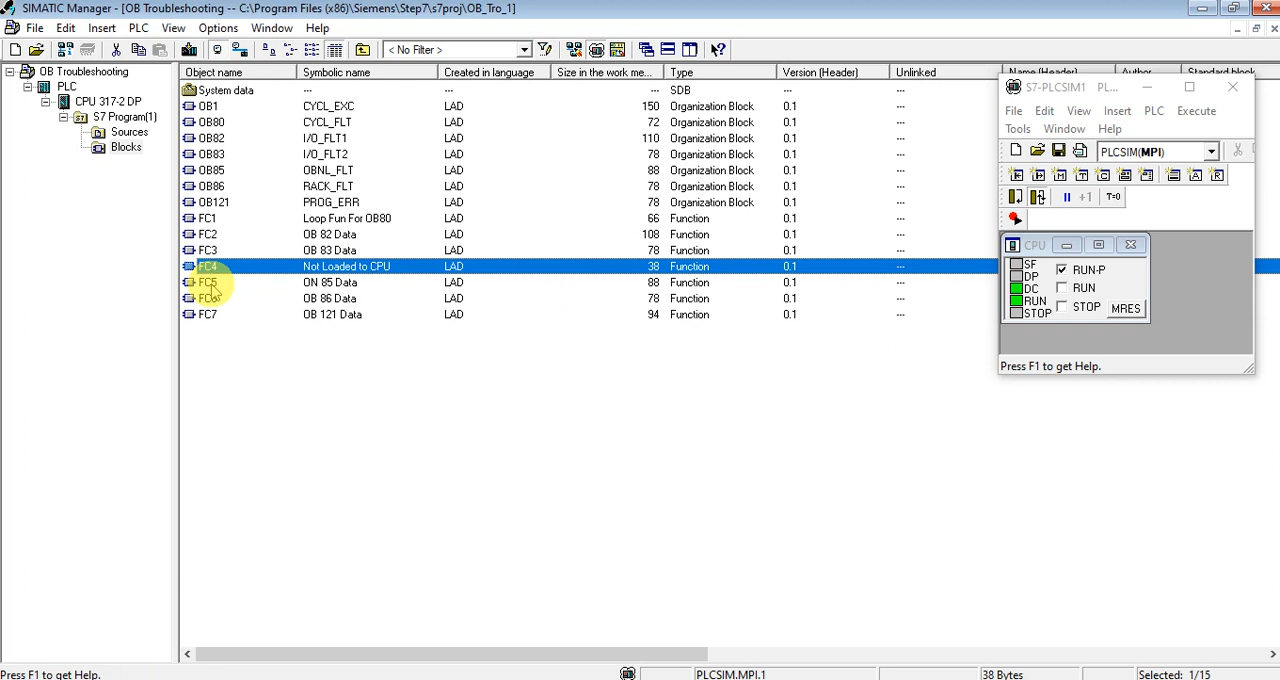 SIMATIC Manager - [OB Troubleshooting -- C:\Program Files (x86)\Siemens\Step7\s7proj\OB_Tro_1]
File Edit Insert PLC View Options Window Help
< No Filter >
OB Troubleshooting
PLC
CPU 317-2 DP
S7 Program(1)
Sources
Blocks
Object name Symbolic name Created in language Size in the work me... Type Version (Header) Unlinked Name (Header) Author Standard block
System data --- --- --- SDB --- ---
OB1 CYCL_EXC LAD 150 Organization Block 0.1 ---
OB80 CYCL_FLT LAD 72 Organization Block 0.1 ---
OB82 I/O_FLT1 LAD 110 Organization Block 0.1 ---
OB83 I/O_FLT2 LAD 78 Organization Block 0.1 ---
OB85 OBNL_FLT LAD 88 Organization Block 0.1 ---
OB86 RACK_FLT LAD 78 Organization Block 0.1 ---
OB121 PROG_ERR LAD 78 Organization Block 0.1 ---
FC1 Loop Fun For OB80 LAD 66 Function 0.1 ---
FC2 OB 82 Data LAD 108 Function 0.1 ---
FC3 OB 83 Data LAD 78 Function 0.1 ---
FC4 Not Loaded to CPU LAD 38 Function 0.1 ---
FC5 ON 85 Data LAD 88 Function 0.1 ---
FC6 OB 86 Data LAD 78 Function 0.1 ---
FC7 OB 121 Data LAD 94 Function 0.1 ---
S7-PLCSIM1 PL...
File Edit View Insert PLC Execute
Tools Window Help
PLCSIM(MPI)
+1 T=0
CPU
SF
DP
DC
RUN
STOP
RUN-P
RUN
STOP MRES
Press F1 to get Help.
Press F1 to get Help. PLCSIM.MPI.1 38 Bytes Selected: 1/15